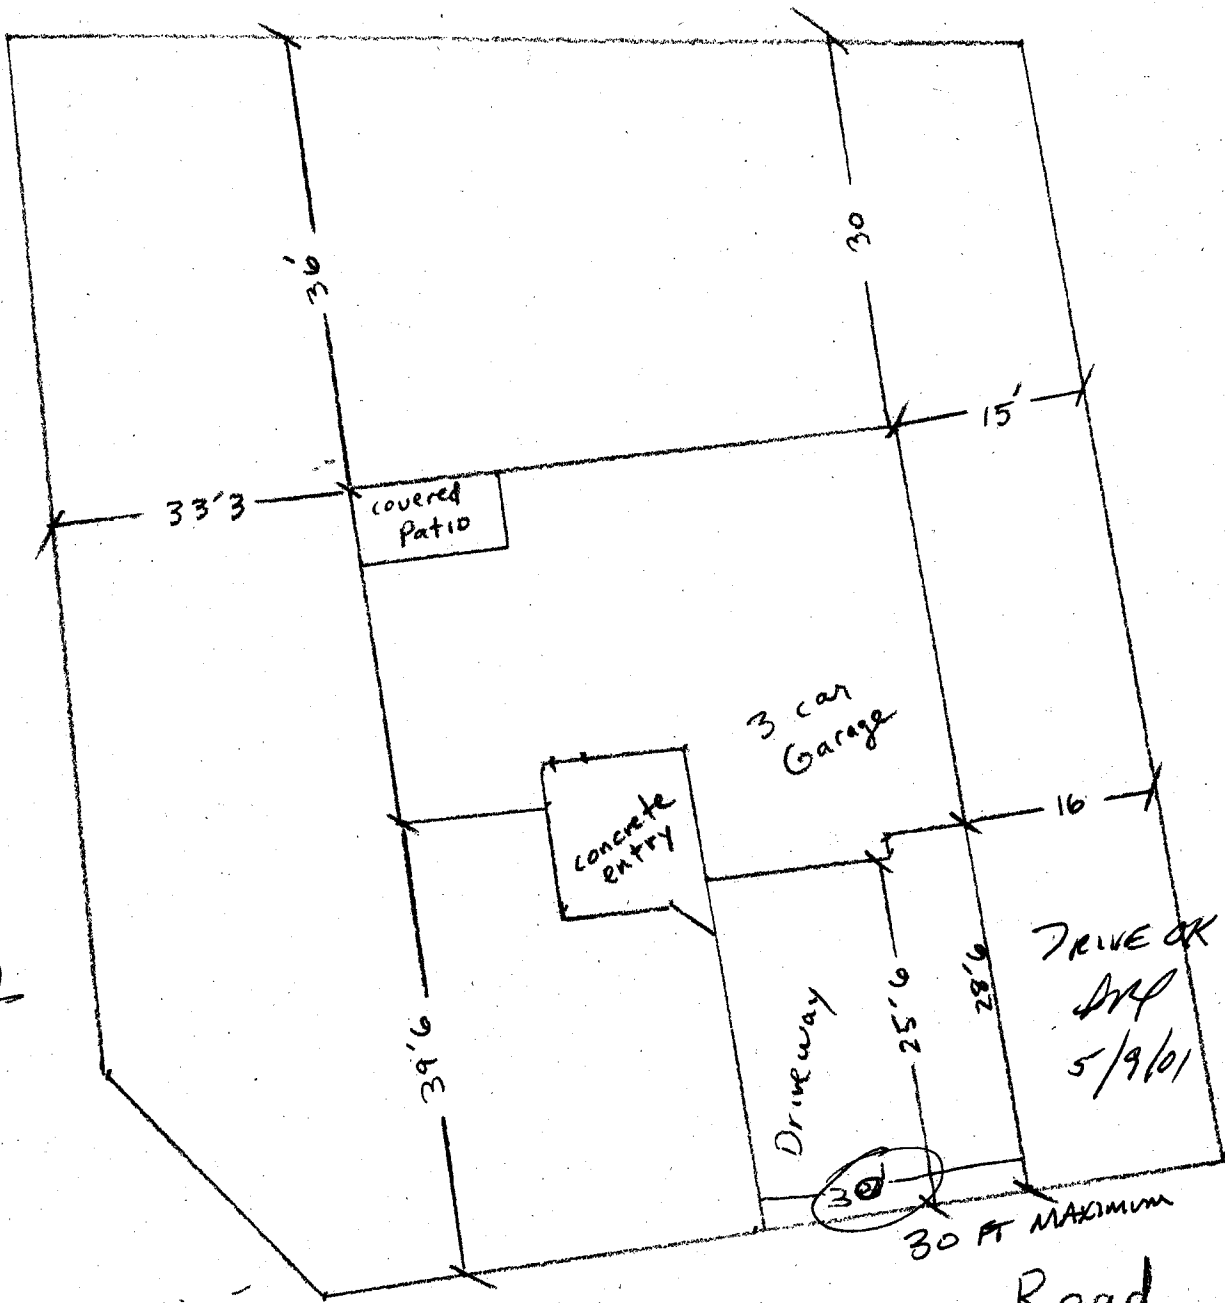 36'
30
15'
33'3
covered
Patio
3 car
Garage
concrete
entry
16
39'6
Driveway
25'6
28'6
DRIVE OK
5/9/01
30 FT MAXIMUM
Road